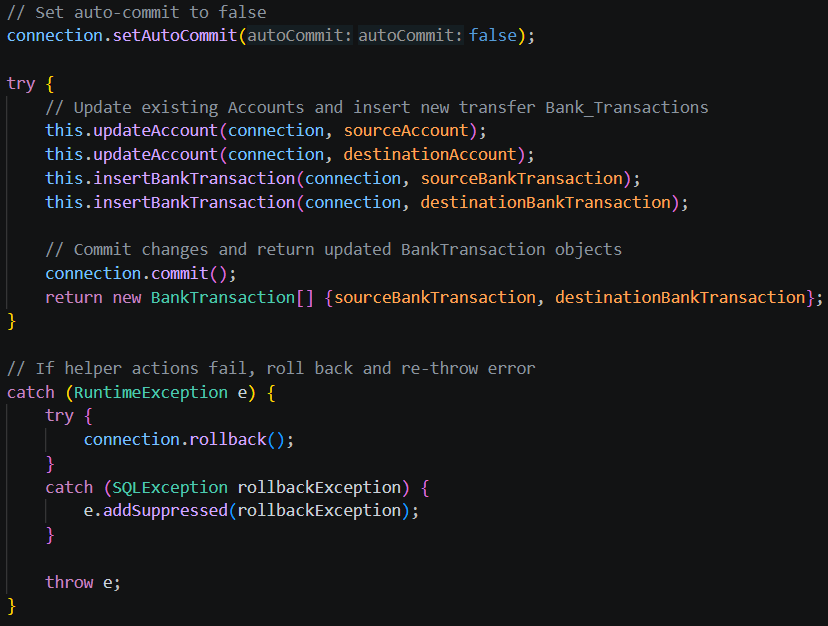 // Set auto-commit to false
connection.setAutoCommit(autoCommit: autoCommit: false);

try {
    // Update existing Accounts and insert new transfer Bank_Transactions
    this.updateAccount(connection, sourceAccount);
    this.updateAccount(connection, destinationAccount);
    this.insertBankTransaction(connection, sourceBankTransaction);
    this.insertBankTransaction(connection, destinationBankTransaction);

    // Commit changes and return updated BankTransaction objects
    connection.commit();
    return new BankTransaction[] {sourceBankTransaction, destinationBankTransaction};
}

// If helper actions fail, roll back and re-throw error
catch (RuntimeException e) {
    try {
        connection.rollback();
    }
    catch (SQLException rollbackException) {
        e.addSuppressed(rollbackException);
    }

    throw e;
}